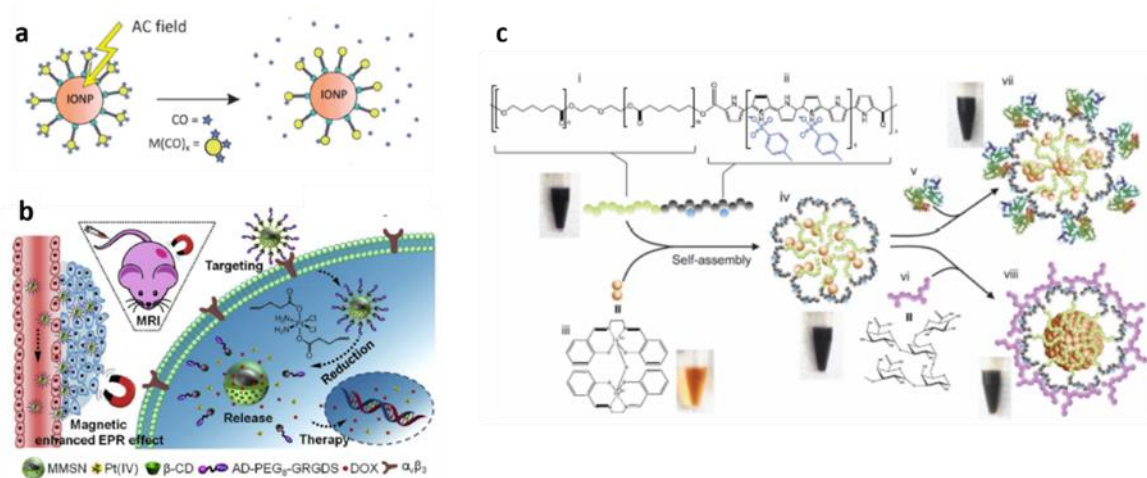 a
AC field
IONP
IONP
CO =
M(CO)x =
b
Targeting
MRI
Reduction
Release
Therapy
Magnetic
enhanced EPR effect
MMSN Pt(IV) β-CD AD-PEG8-GRGDS DOX αvβ3
c
i
ii
vii
v
iv
Self-assembly
vi
viii
iii